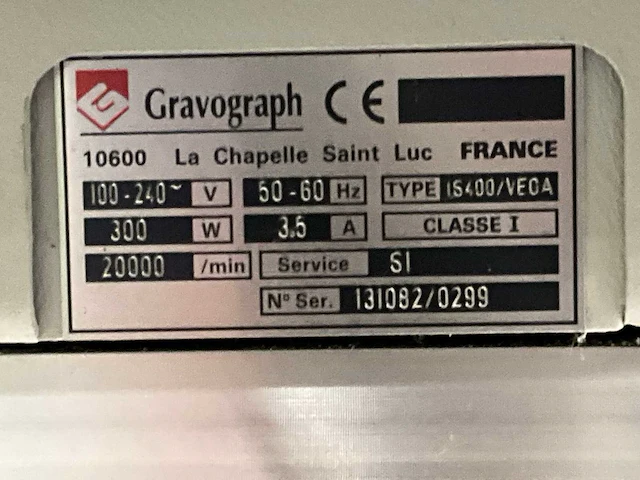 Gravograph CE
10600 La Chapelle Saint Luc FRANCE
100-240~ V 50-60 Hz TYPE IS400/VEGA
300 W 3.5 A CLASSE I
20000 /min Service S1
N° Ser. 131082/0299